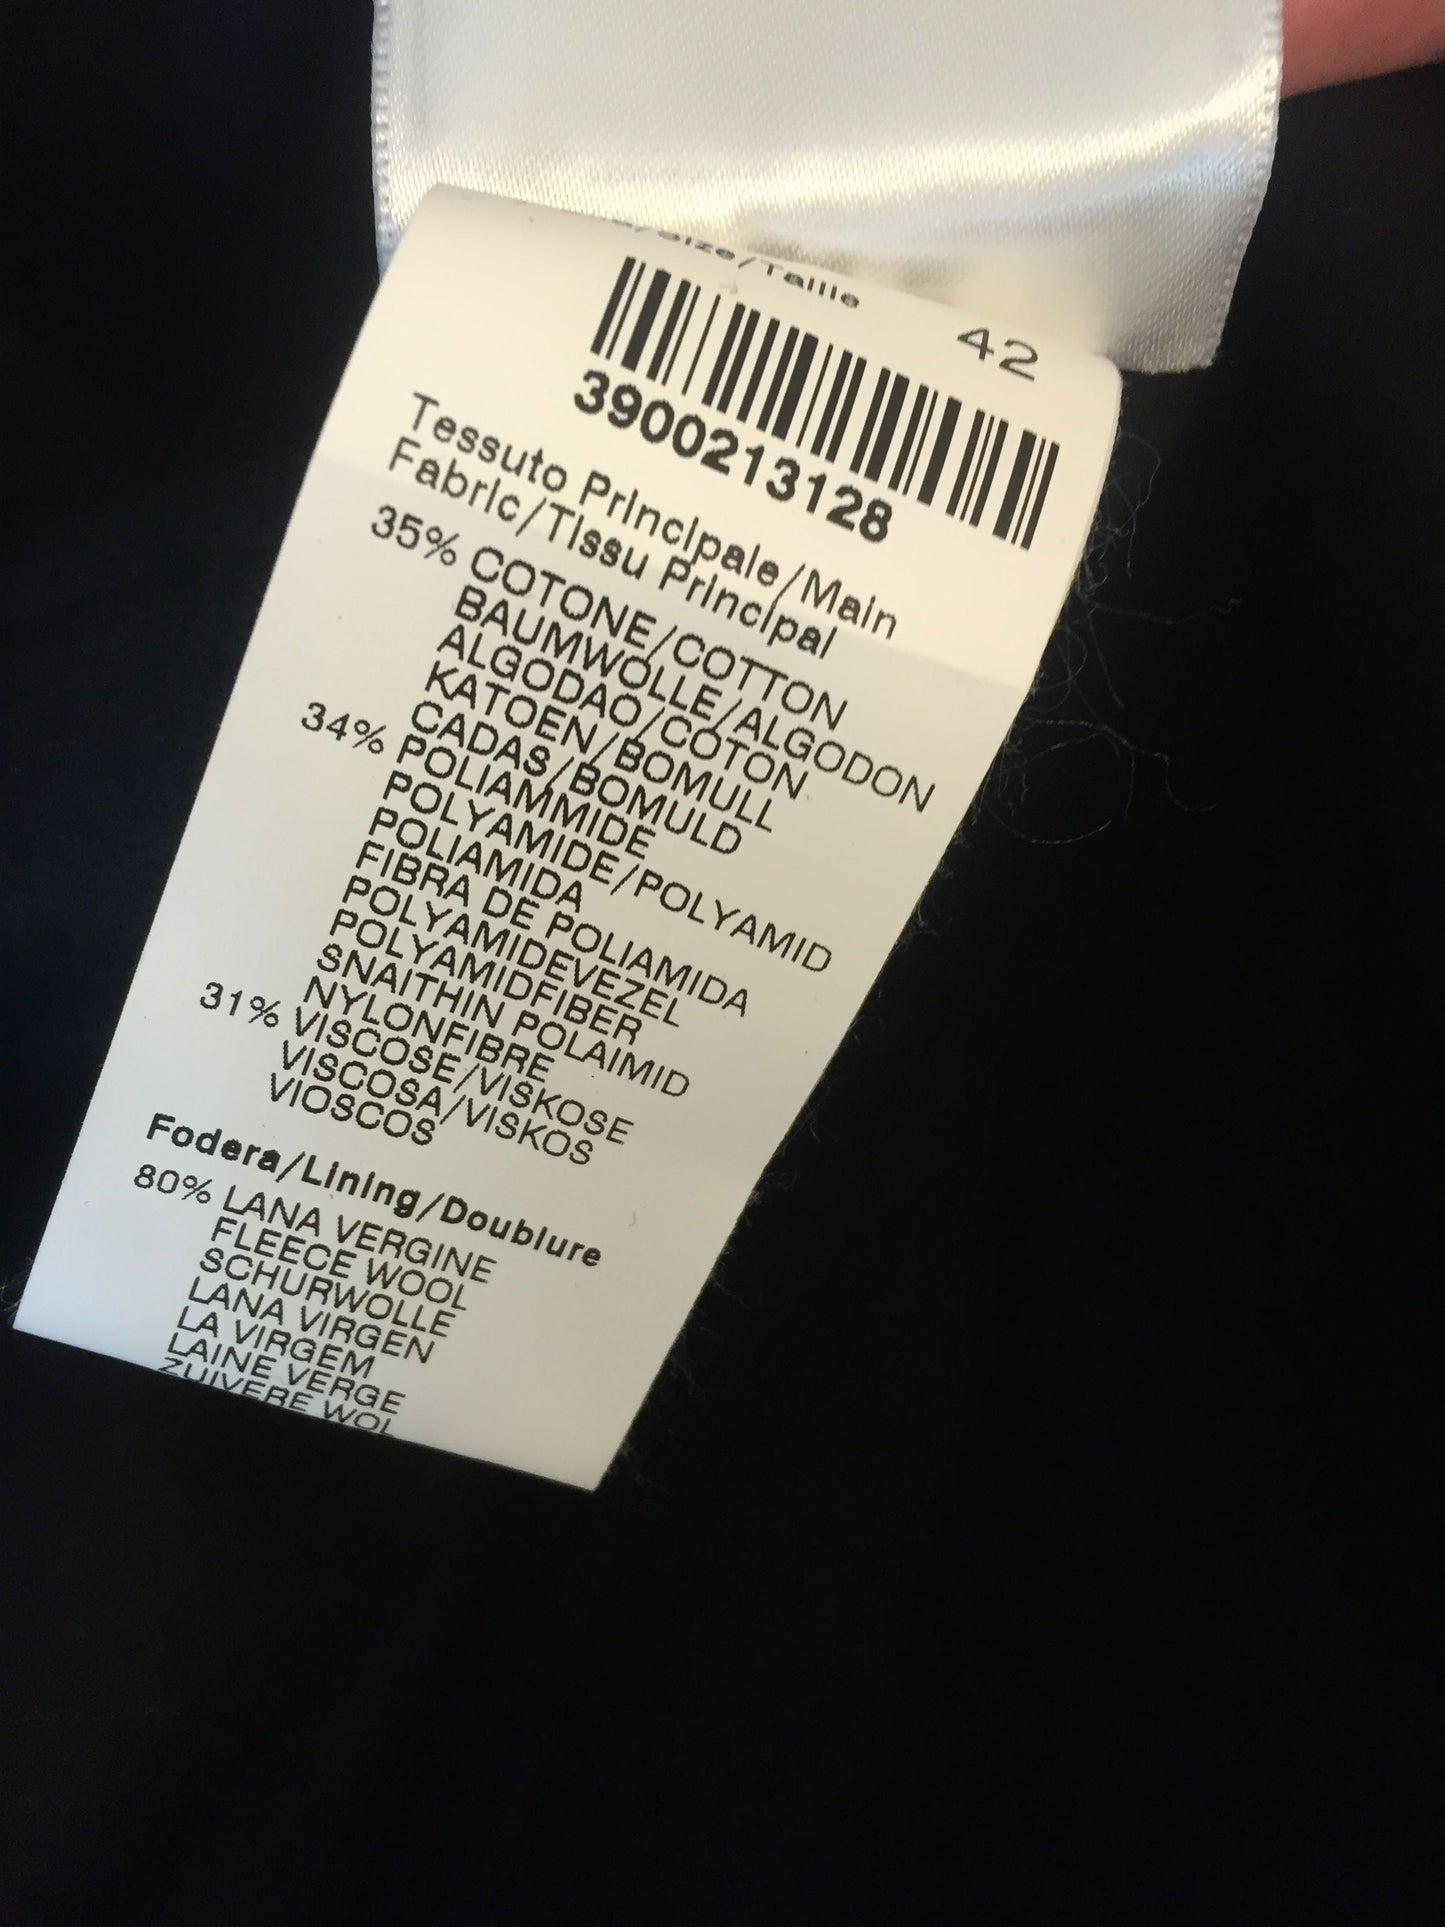 /Size/Taille 42
3900213128
Tessuto Principale/Main
Fabric/Tissu Principal
35% COTONE/COTTON
BAUMWOLLE/ALGODON
ALGODAO/COTON
KATOEN/BOMULL
CADAS/BOMULD
34% POLIAMMIDE
POLYAMIDE/POLYAMID
POLIAMIDA
FIBRA DE POLIAMIDA
POLYAMIDEVEZEL
POLYAMIDFIBER
SNAITHIN POLAIMID
NYLONFIBRE
31% VISCOSE/VISKOSE
VISCOSA/VISKOS
VIOSCOS
Fodera/Lining/Doublure
80% LANA VERGINE
FLEECE WOOL
SCHURWOLLE
LANA VIRGEN
LA VIRGEM
LAINE VERGE
ZUIVERE WOL